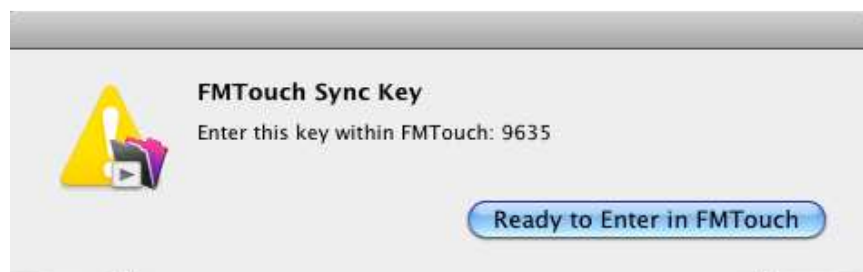 FMTouch Sync Key
Enter this key within FMTouch: 9635
Ready to Enter in FMTouch